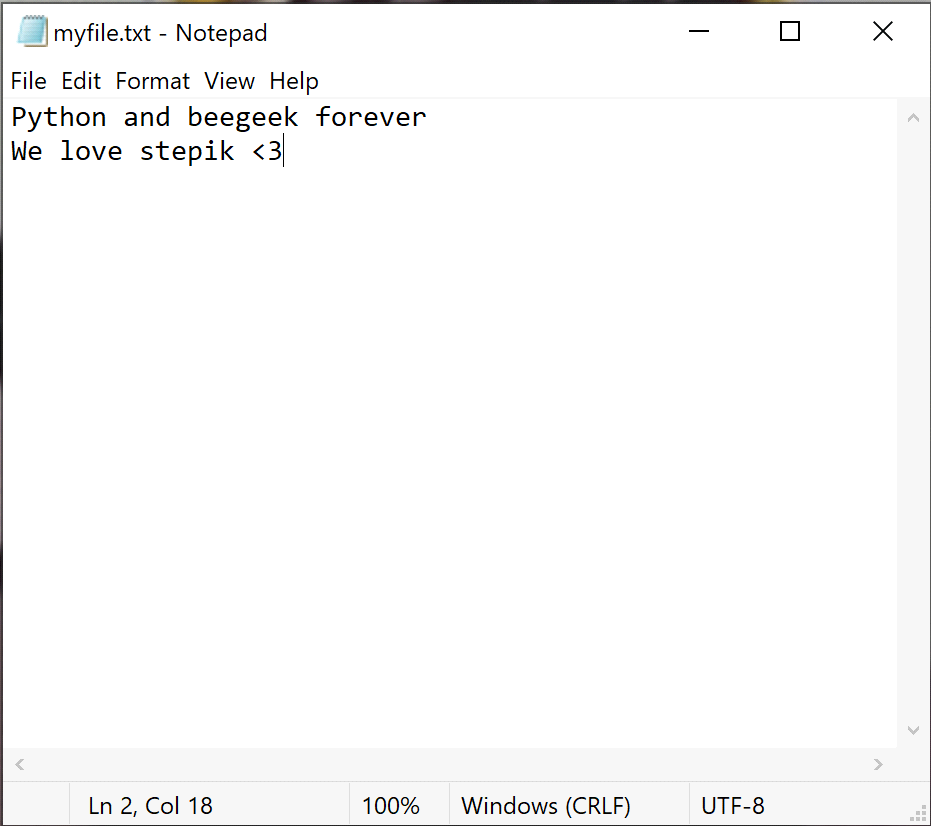 myfile.txt - Notepad
File Edit Format View Help
Python and beegeek forever
We love stepik <3
Ln 2, Col 18 100% Windows (CRLF) UTF-8